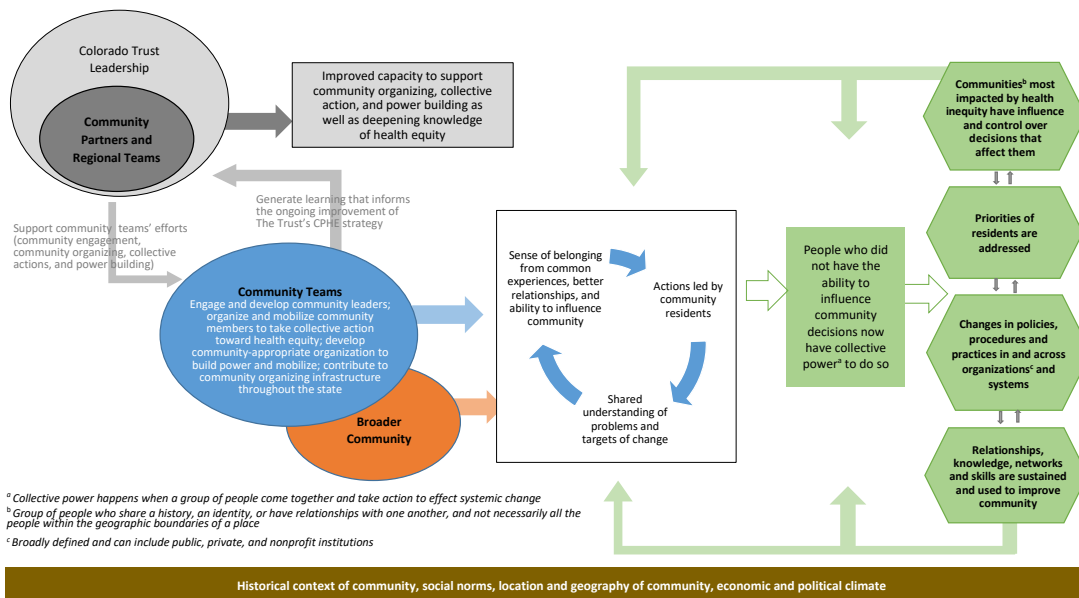 Colorado Trust
Leadership
Community
Partners and
Regional Teams
Improved capacity to support
community organizing, collective
action, and power building as
well as deepening knowledge
of health equity
Support community teams' efforts
(community engagement,
community organizing, collective
actions, and power building)
Generate learning that informs
the ongoing improvement of
The Trust's CPHE strategy
Community Teams
Engage and develop community leaders;
organize and mobilize community
members to take collective action
toward health equity; develop
community-appropriate organization to
build power and mobilize; contribute to
community organizing infrastructure
throughout the state
Broader
Community
Sense of belonging
from common
experiences, better
relationships, and
ability to influence
community
Actions led by
community
residents
Shared
understanding of
problems and
targets of change
People who did
not have the
ability to
influence
community
decisions now
have collective
powerᵃ to do so
Communitiesᵇ most
impacted by health
inequity have influence
and control over
decisions that
affect them
Priorities of
residents are
addressed
Changes in policies,
procedures and
practices in and across
organizationsᶜ and
systems
Relationships,
knowledge, networks
and skills are sustained
and used to improve
community
ᵃ Collective power happens when a group of people come together and take action to effect systemic change
ᵇ Group of people who share a history, an identity, or have relationships with one another, and not necessarily all the
people within the geographic boundaries of a place
ᶜ Broadly defined and can include public, private, and nonprofit institutions
Historical context of community, social norms, location and geography of community, economic and political climate